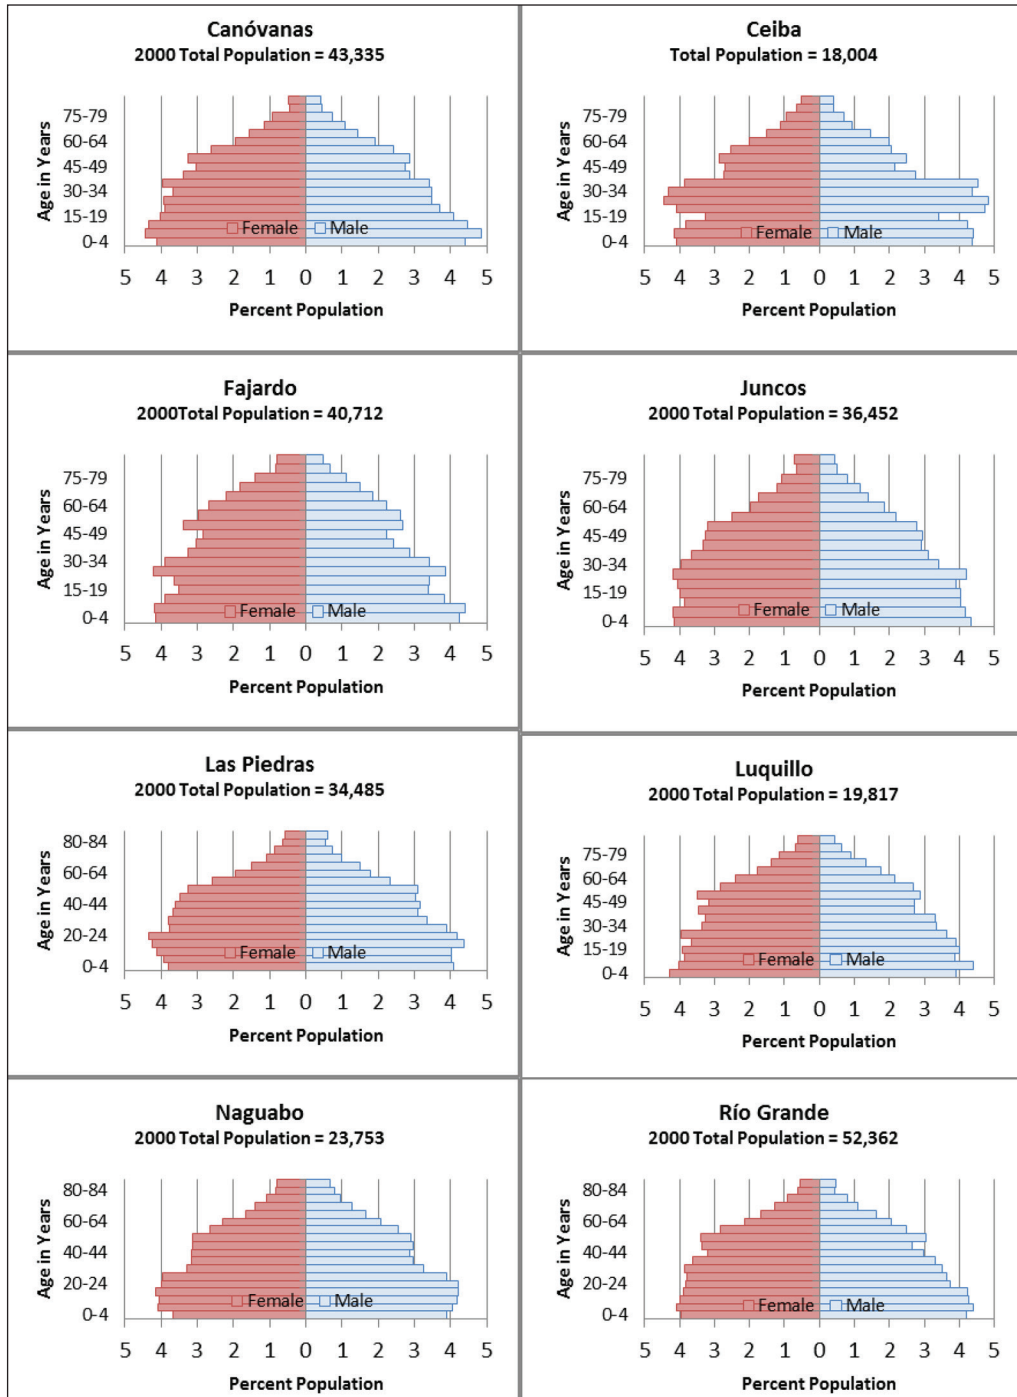 Canóvanas
2000 Total Population = 43,335
Age in Years
75-79
60-64
45-49
30-34
15-19
0-4
Female Male
5 4 3 2 1 0 1 2 3 4 5
Percent Population
Ceiba
Total Population = 18,004
Age in Years
75-79
60-64
45-49
30-34
15-19
0-4
Female Male
5 4 3 2 1 0 1 2 3 4 5
Percent Population
Fajardo
2000Total Population = 40,712
Age in Years
75-79
60-64
45-49
30-34
15-19
0-4
Female Male
5 4 3 2 1 0 1 2 3 4 5
Percent Population
Juncos
2000 Total Population = 36,452
Age in Years
75-79
60-64
45-49
30-34
15-19
0-4
Female Male
5 4 3 2 1 0 1 2 3 4 5
Percent Population
Las Piedras
2000 Total Population = 34,485
Age in Years
80-84
60-64
40-44
20-24
0-4
Female Male
5 4 3 2 1 0 1 2 3 4 5
Percent Population
Luquillo
2000 Total Population = 19,817
Age in Years
75-79
60-64
45-49
30-34
15-19
0-4
Female Male
5 4 3 2 1 0 1 2 3 4 5
Percent Population
Naguabo
2000 Total Population = 23,753
Age in Years
80-84
60-64
40-44
20-24
0-4
Female Male
5 4 3 2 1 0 1 2 3 4 5
Percent Population
Río Grande
2000 Total Population = 52,362
Age in Years
80-84
60-64
40-44
20-24
0-4
Female Male
5 4 3 2 1 0 1 2 3 4 5
Percent Population